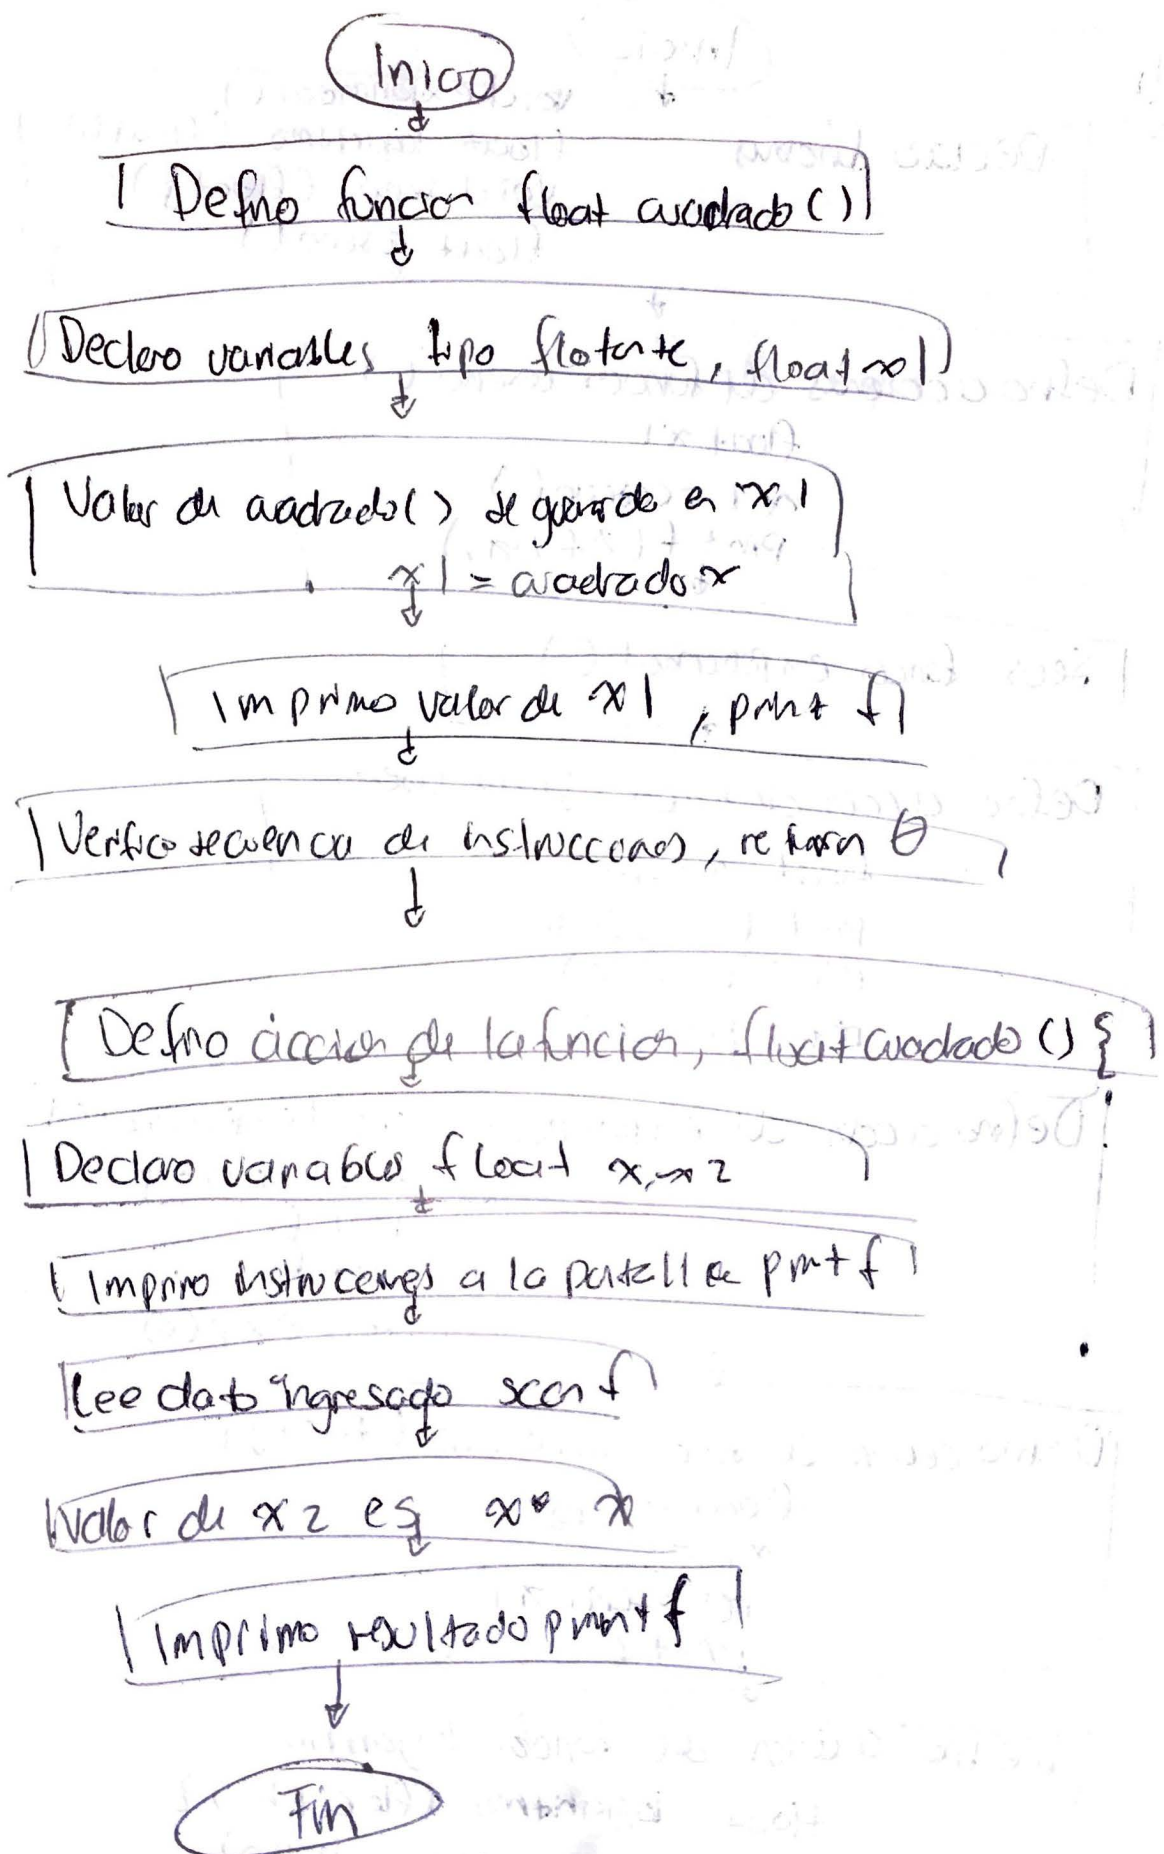 Inicio
Defino funcion float cuadrado()
Declaro variables tipo flotante, float x1
Valor de cuadrado() se guarda en x1
x1 = cuadrado x
Imprimo valor de x1, printf
Verifico secuencia de instrucciones, return 0
Defino accion de la funcion, float cuadrado () {
Declaro variables float x, x2
Imprimo instrucciones a la pantalla printf
Lee dato ingresado scanf
Valor de x2 es x* x
Imprimo resultado printf
Fin